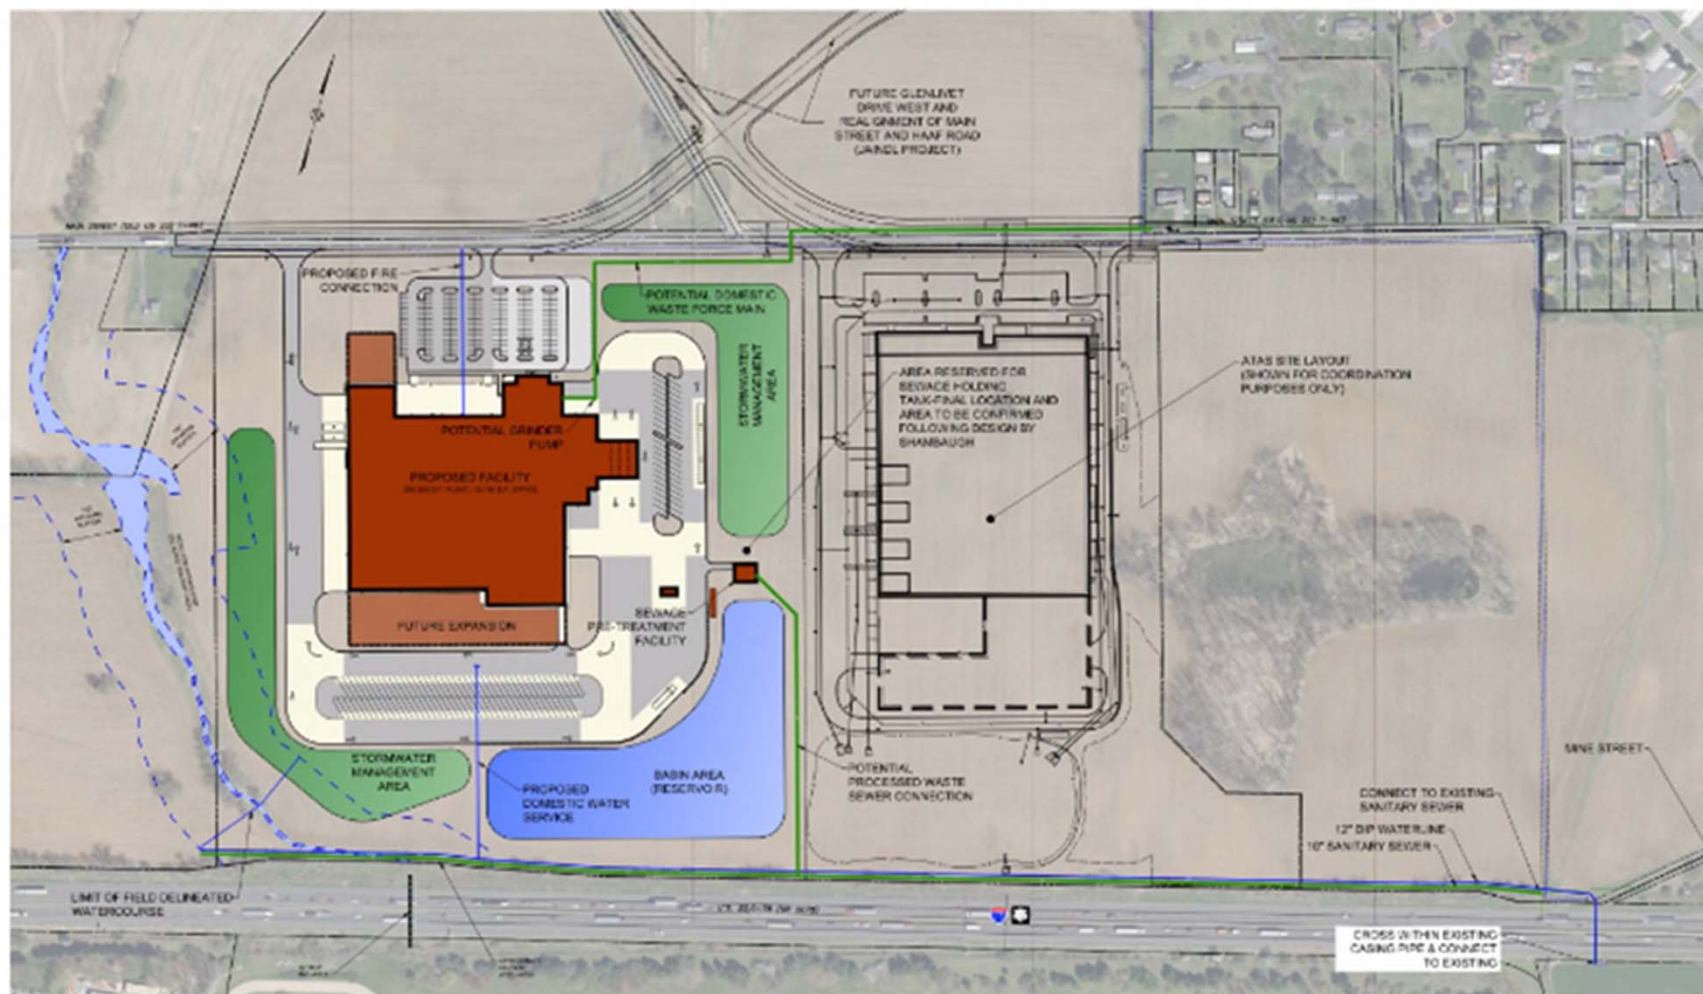 FUTURE GLENLIVET
DRIVE WEST AND
REALIGNMENT OF MAIN
STREET AND HAAF ROAD
(JAINDL PROJECT)
MAIN STREET
PROPOSED FIRE
CONNECTION
POTENTIAL DOMESTIC
WASTE FORCE MAIN
STORMWATER
MANAGEMENT
AREA
AREA RESERVED FOR
SEWAGE HOLDING
TANK-FINAL LOCATION AND
AREA TO BE CONFIRMED
FOLLOWING DESIGN BY
SHAMBAUGH
ATAS SITE LAYOUT
(SHOWN FOR COORDINATION
PURPOSES ONLY)
POTENTIAL GRINDER
PUMP
PROPOSED FACILITY
SEWAGE
PRE-TREATMENT
FACILITY
FUTURE EXPANSION
STORMWATER
MANAGEMENT
AREA
PROPOSED
DOMESTIC WATER
SERVICE
BASIN AREA
(RESERVOIR)
POTENTIAL
PROCESSED WASTE
SEWER CONNECTION
MINE STREET
CONNECT TO EXISTING
SANITARY SEWER
12" DIP WATERLINE
10" SANITARY SEWER
LIMIT OF FIELD DELINEATED
WATERCOURSE
CROSS WITHIN EXISTING
CASING PIPE & CONNECT
TO EXISTING